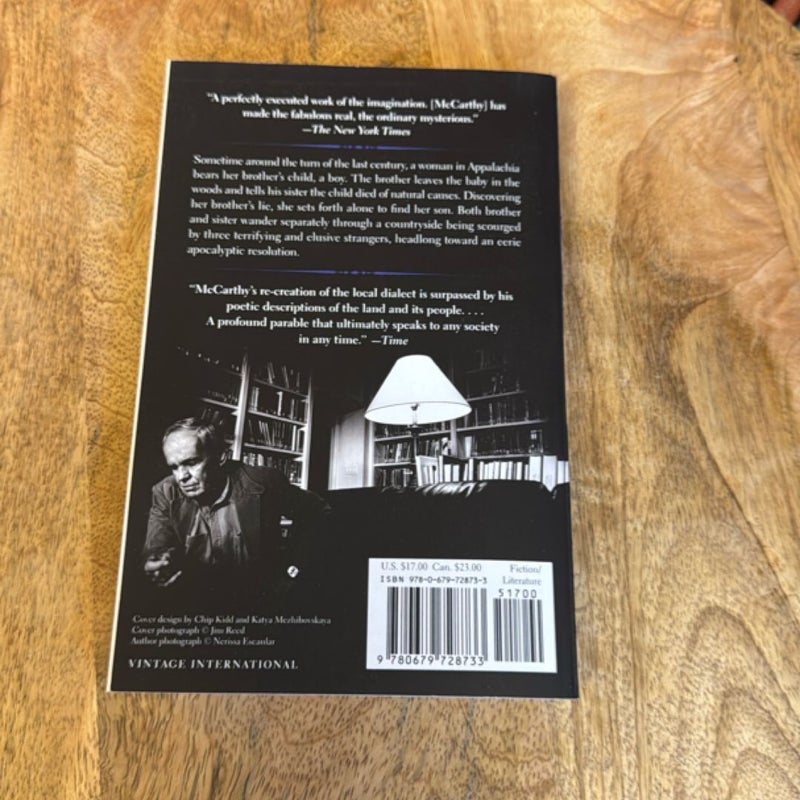 "A perfectly executed work of the imagination. [McCarthy] has
made the fabulous real, the ordinary mysterious."
—The New York Times
Sometime around the turn of the last century, a woman in Appalachia
bears her brother's child, a boy. The brother leaves the baby in the
woods and tells his sister the child died of natural causes. Discovering
her brother's lie, she sets forth alone to find her son. Both brother
and sister wander separately through a countryside being scourged
by three terrifying and elusive strangers, headlong toward an eerie
apocalyptic resolution.
"McCarthy's re-creation of the local dialect is surpassed by his
poetic descriptions of the land and its people. . . .
A profound parable that ultimately speaks to any society
in any time." —Time
U.S. $17.00 Can. $23.00
Fiction/
Literature
ISBN 978-0-679-72873-3
51700
9 780679 728733
Cover design by Chip Kidd and Katya Mezhibovskaya
Cover photograph © Jim Reed
Author photograph © Nerissa Escanlar
VINTAGE INTERNATIONAL